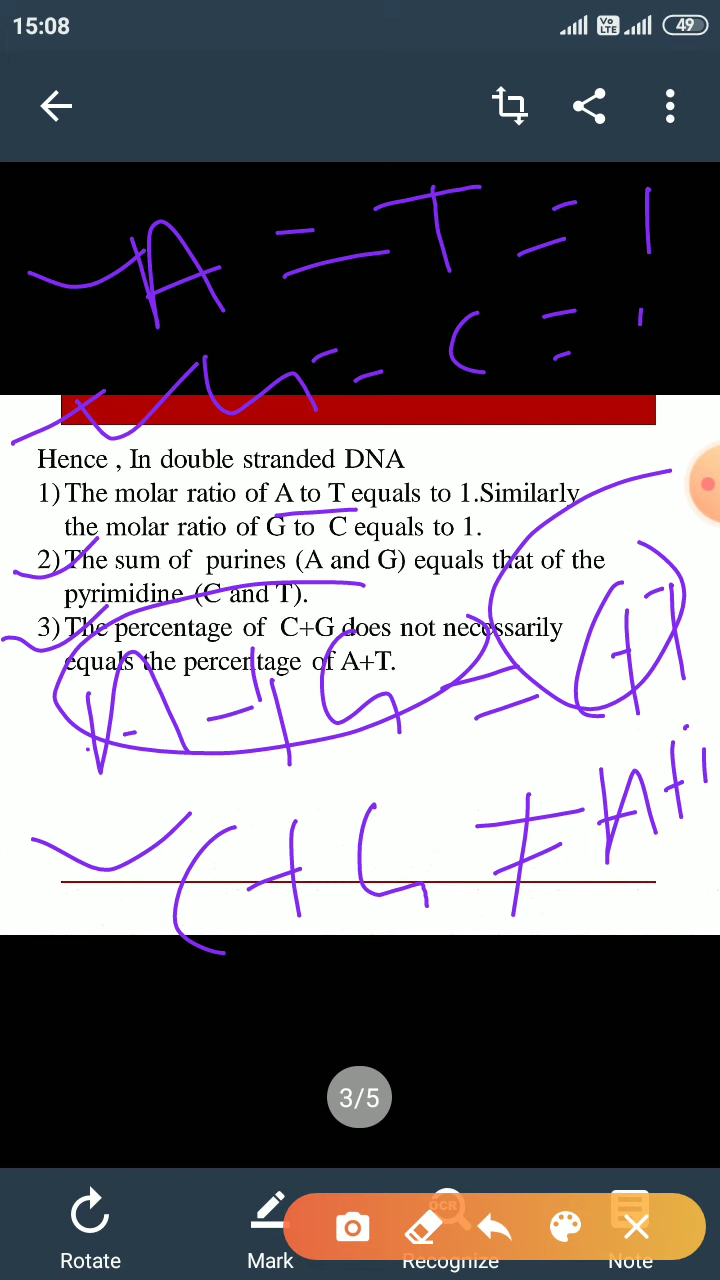 15:08
Vo LTE 49
A = T = 1
G = C = 1
Hence , In double stranded DNA
1) The molar ratio of A to T equals to 1.Similarly
the molar ratio of G to C equals to 1.
2) The sum of purines (A and G) equals that of the
pyrimidine (C and T).
3) The percentage of C+G does not necessarily
equals the percentage of A+T.
A + G = C + T
C + G ≠ A + T
3/5
OCR
Rotate Mark Recognize Note